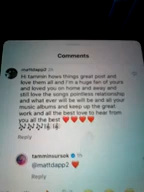 Comments
mattdapp2 3h
Hi tammin hows things great post and
love them all and I'm a huge fan of yours
and loved you on home and away and
still love the songs pointless relationship
and what ever will be will be and all your
music albums and keep up the great
work and all the best love to hear from
you all the best ❤️❤️❤️❤️
Reply
tamminsursok 1h
@mattdapp2 ❤️
Reply